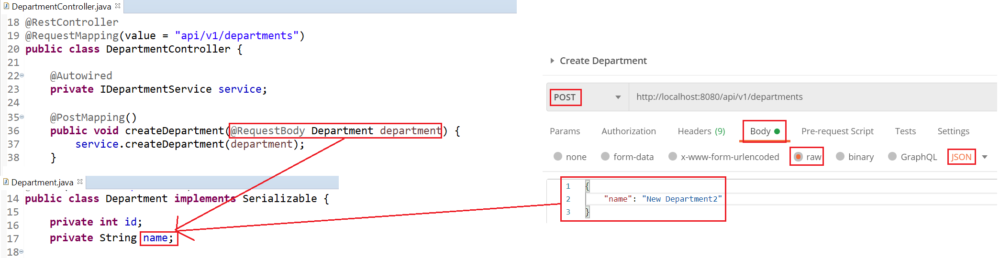 DepartmentController.java
18 @RestController
19 @RequestMapping(value = "api/v1/departments")
20 public class DepartmentController {
21
22 @Autowired
23 private IDepartmentService service;
24
35 @PostMapping()
36 public void createDepartment(@RequestBody Department department) {
37 service.createDepartment(department);
38 }
Department.java
14 public class Department implements Serializable {
15
16 private int id;
17 private String name;
18
Create Department
POST http://localhost:8080/api/v1/departments
Params Authorization Headers (9) Body Pre-request Script Tests Settings
none form-data x-www-form-urlencoded raw binary GraphQL JSON
1 {
2 "name": "New Department2"
3 }